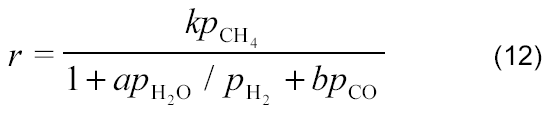 r = kp_CH₄ / (1 + ap_H₂O / p_H₂ + bp_CO) (12)